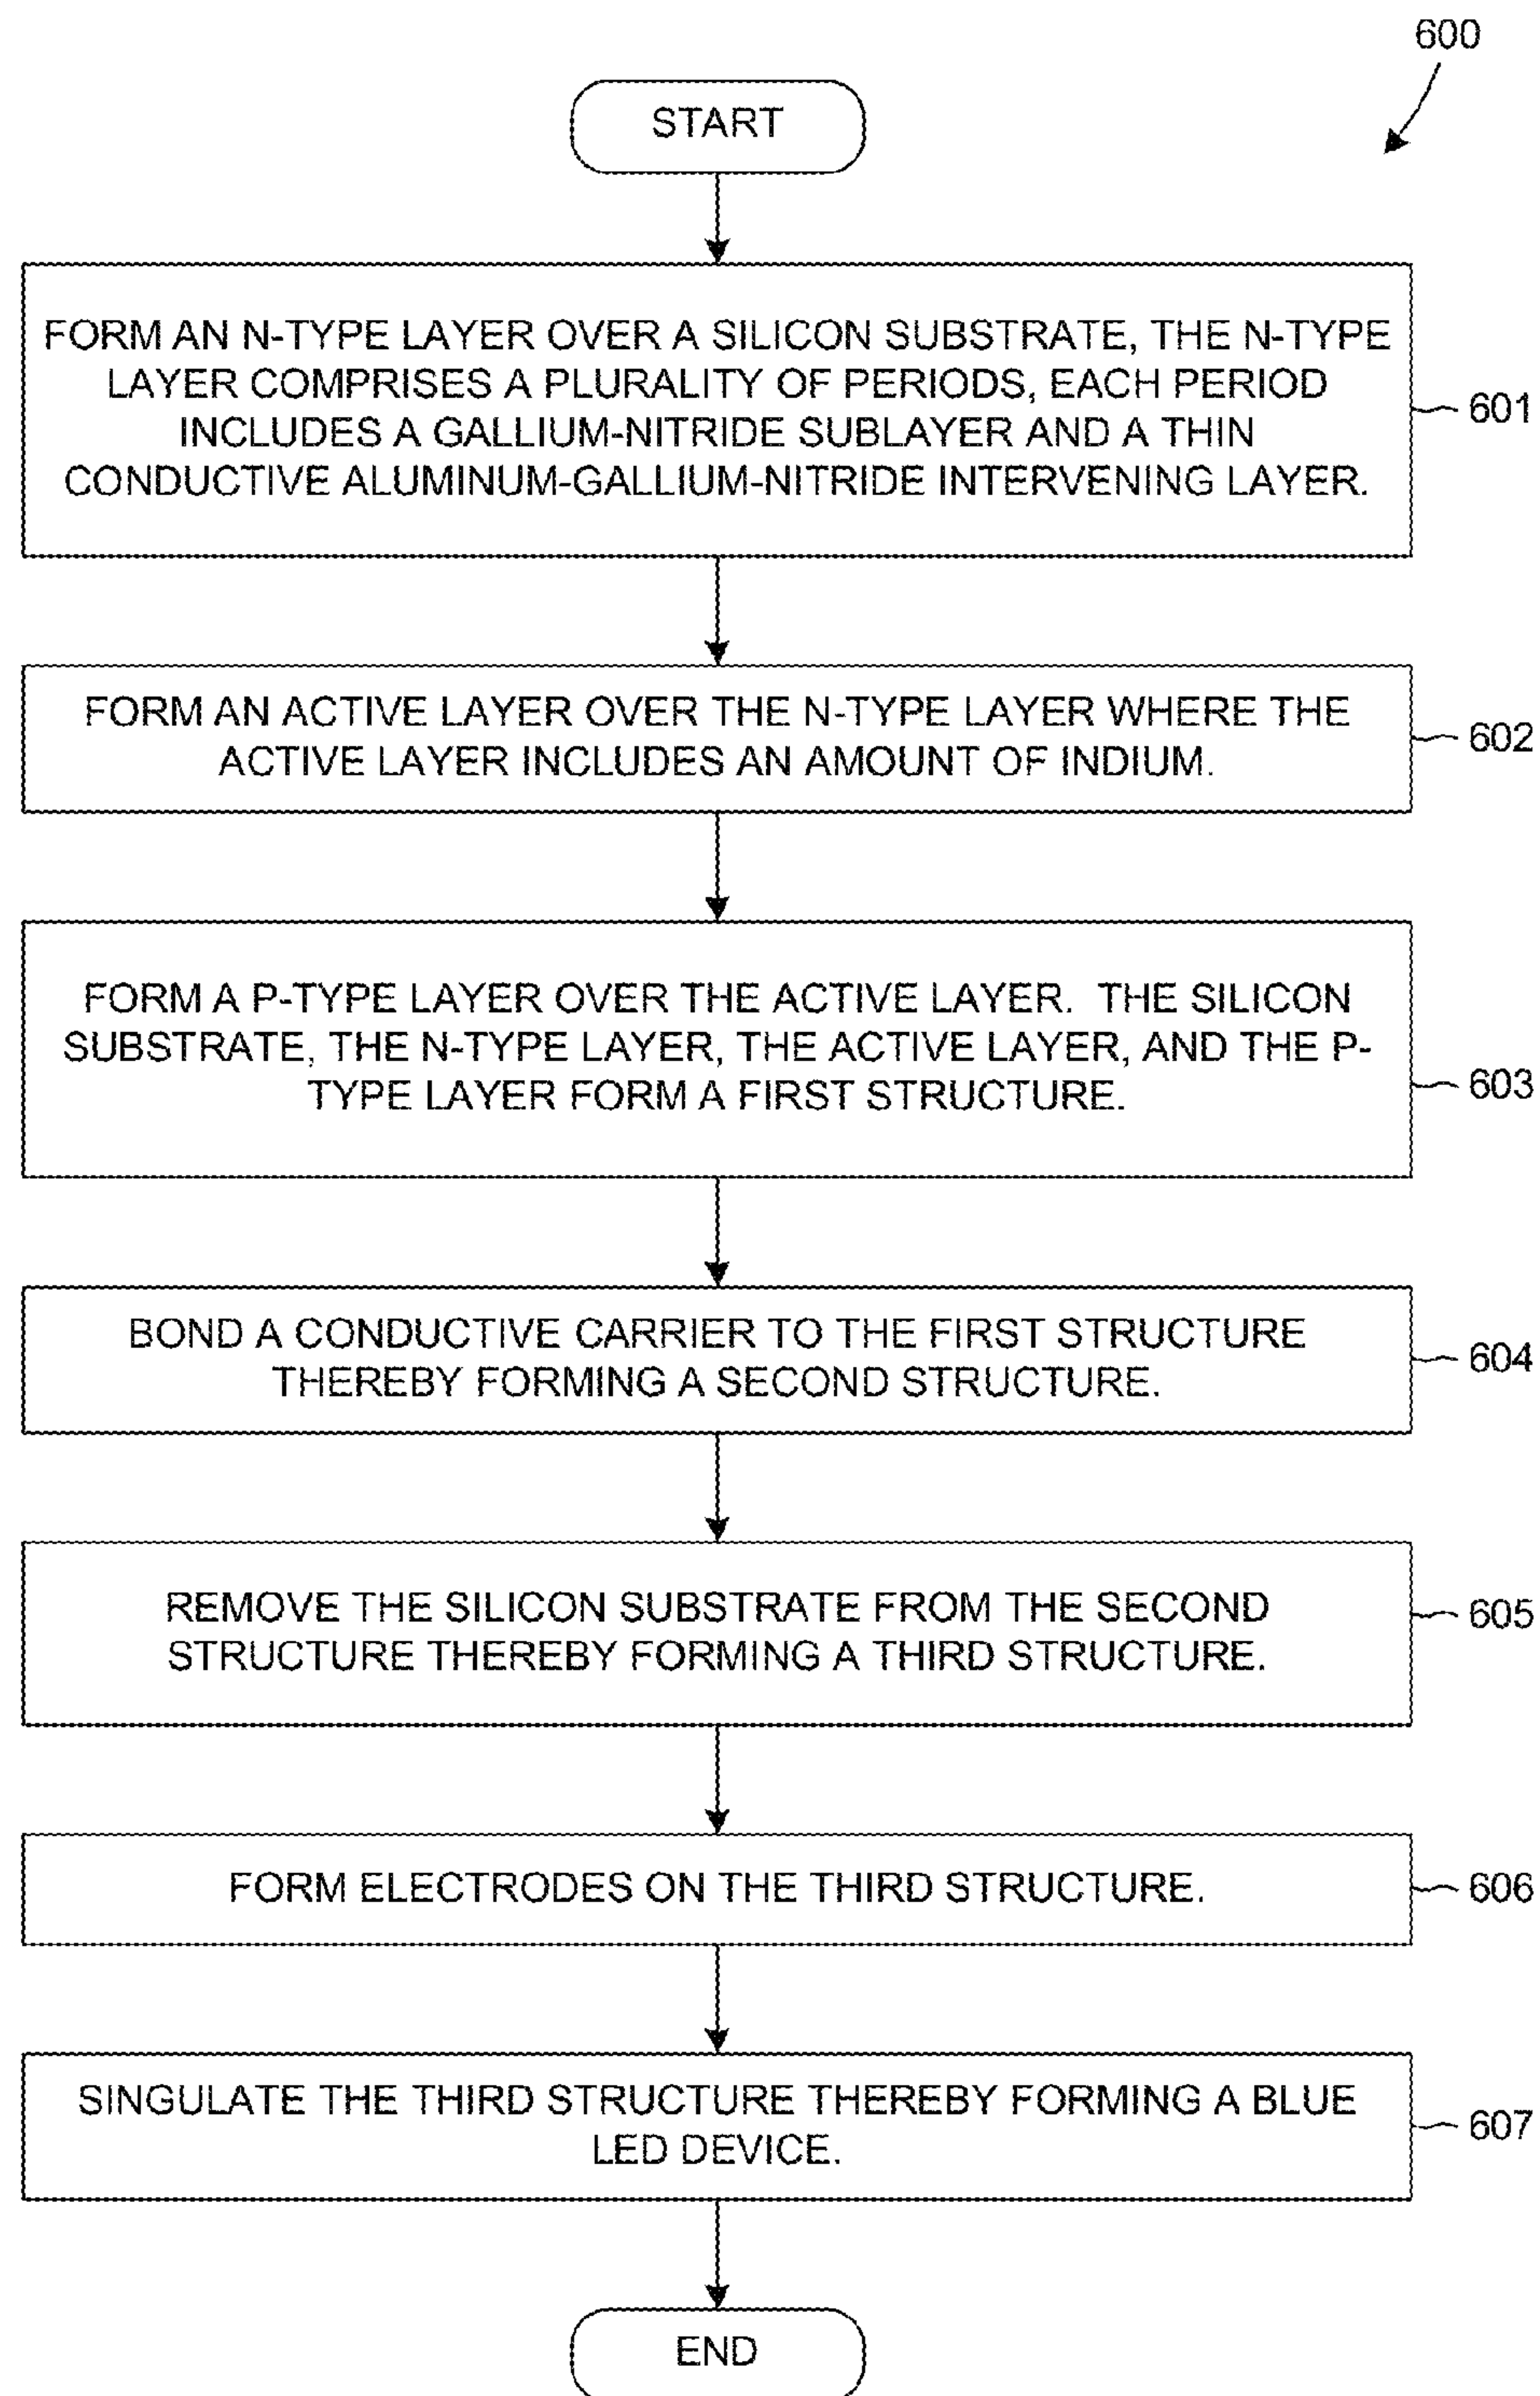 600
START
FORM AN N-TYPE LAYER OVER A SILICON SUBSTRATE, THE N-TYPE
LAYER COMPRISES A PLURALITY OF PERIODS, EACH PERIOD
INCLUDES A GALLIUM-NITRIDE SUBLAYER AND A THIN
CONDUCTIVE ALUMINUM-GALLIUM-NITRIDE INTERVENING LAYER.
601
FORM AN ACTIVE LAYER OVER THE N-TYPE LAYER WHERE THE
ACTIVE LAYER INCLUDES AN AMOUNT OF INDIUM.
602
FORM A P-TYPE LAYER OVER THE ACTIVE LAYER. THE SILICON
SUBSTRATE, THE N-TYPE LAYER, THE ACTIVE LAYER, AND THE P-
TYPE LAYER FORM A FIRST STRUCTURE.
603
BOND A CONDUCTIVE CARRIER TO THE FIRST STRUCTURE
THEREBY FORMING A SECOND STRUCTURE.
604
REMOVE THE SILICON SUBSTRATE FROM THE SECOND
STRUCTURE THEREBY FORMING A THIRD STRUCTURE.
605
FORM ELECTRODES ON THE THIRD STRUCTURE.
606
SINGULATE THE THIRD STRUCTURE THEREBY FORMING A BLUE
LED DEVICE.
607
END